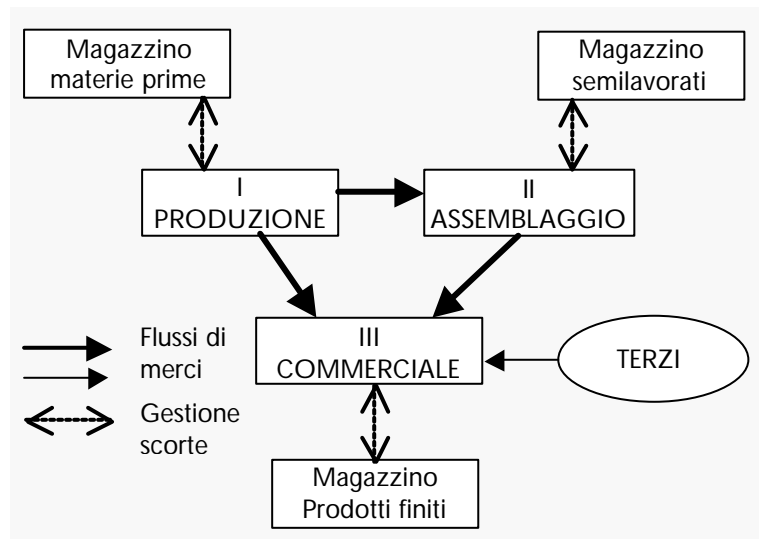 Magazzino
materie prime
Magazzino
semilavorati
I
PRODUZIONE
II
ASSEMBLAGGIO
III
COMMERCIALE
TERZI
Flussi di
merci
Gestione
scorte
Magazzino
Prodotti finiti